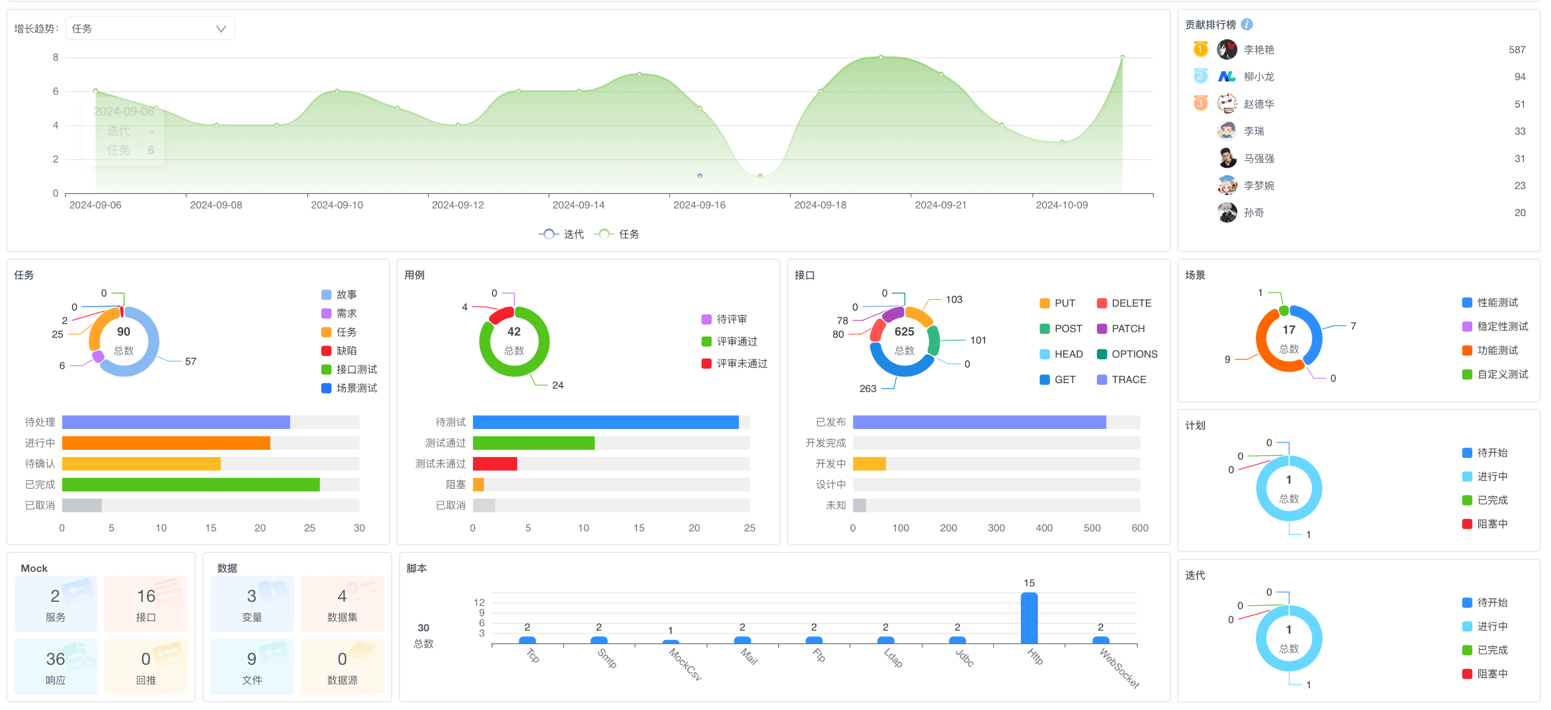 增长趋势: 任务
8
6
4
2
0
2024-09-06
迭代 -
任务 6
2024-09-06 2024-09-08 2024-09-10 2024-09-12 2024-09-14 2024-09-16 2024-09-18 2024-09-21 2024-10-09
迭代 任务
贡献排行榜 i
1 李艳艳 587
2 柳小龙 94
3 赵德华 51
李瑞 33
马强强 31
李梦婉 23
孙奇 20
任务
90
总数
0
0
2
25
6
57
故事
需求
任务
缺陷
接口测试
场景测试
待处理
进行中
待确认
已完成
已取消
0 5 10 15 20 25 30
用例
42
总数
0
4
24
待评审
评审通过
评审未通过
待测试
测试通过
测试未通过
阻塞
已取消
0 5 10 15 20 25
接口
625
总数
0
0
78
80
263
103
101
0
PUT DELETE
POST PATCH
HEAD OPTIONS
GET TRACE
已发布
开发完成
开发中
设计中
未知
0 100 200 300 400 500 600
场景
17
总数
1
7
9
0
性能测试
稳定性测试
功能测试
自定义测试
计划
1
总数
0
0
0
1
待开始
进行中
已完成
阻塞中
Mock
2
服务
16
接口
36
响应
0
回推
数据
3
变量
4
数据集
9
文件
0
数据源
脚本
30
总数
12
9
6
3
2 2 1 2 2 2 2 15 2
Tcp Smtp MockCsv Mail Ftp Ldap Jdbc Http WebSocket
迭代
1
总数
0
0
0
1
待开始
进行中
已完成
阻塞中